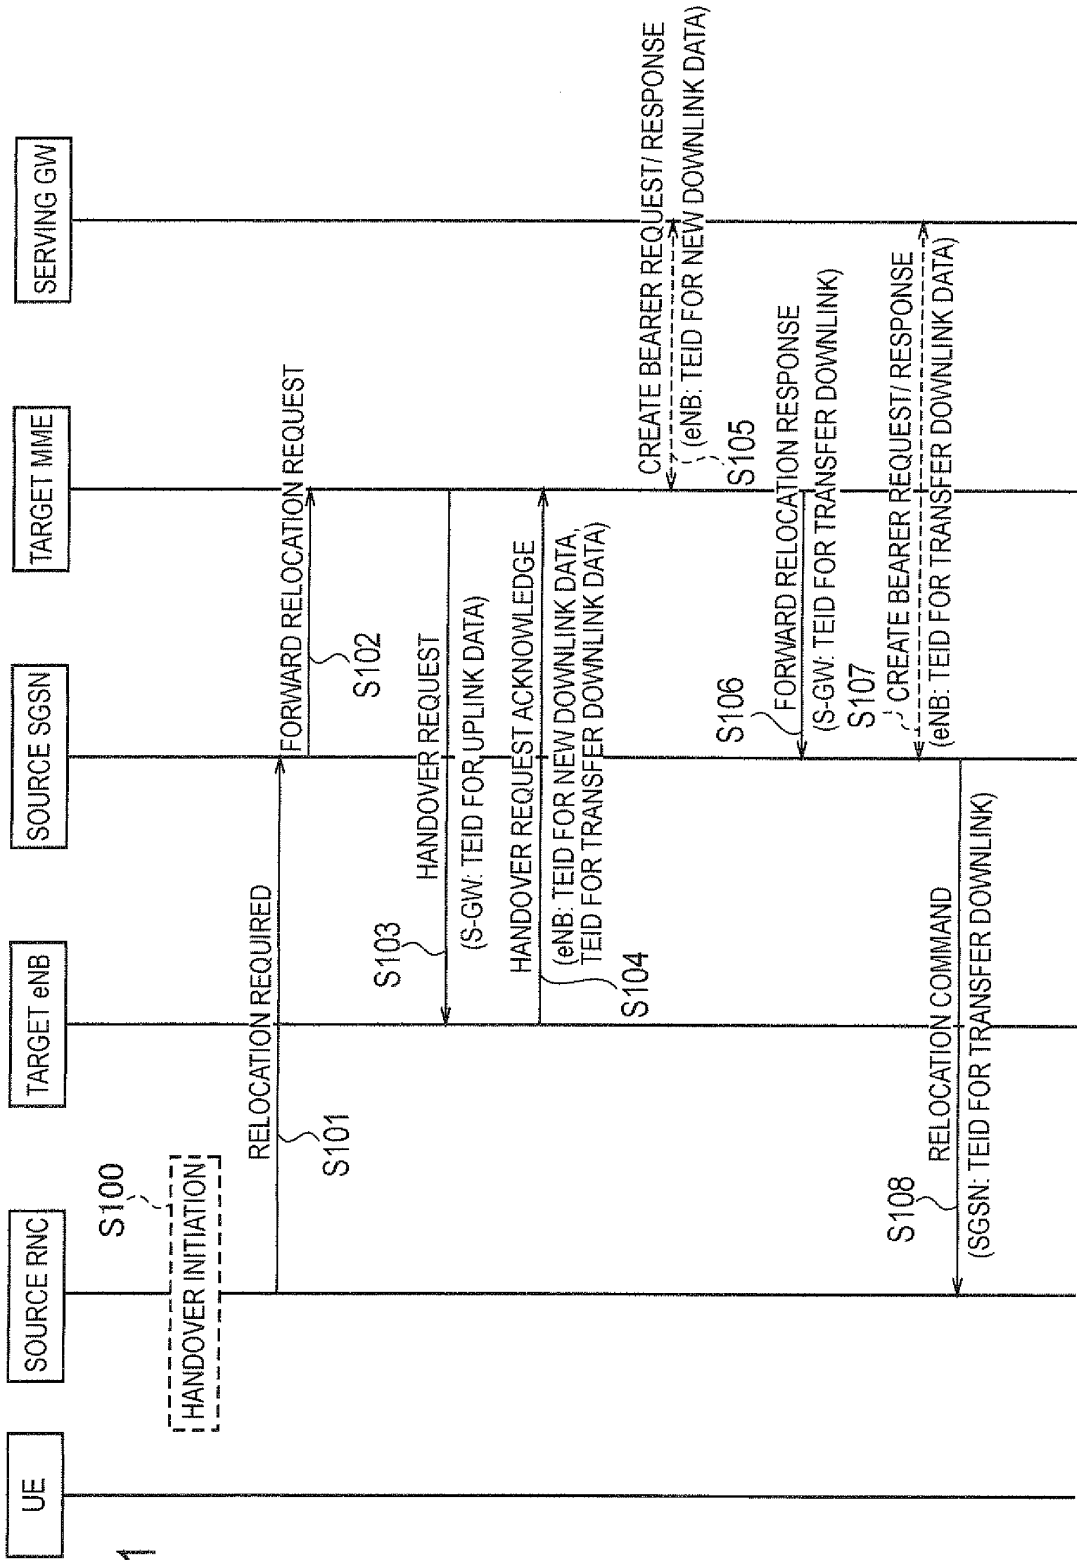 1
UE
SOURCE RNC
TARGET eNB
SOURCE SGSN
TARGET MME
SERVING GW
S100
HANDOVER INITIATION
RELOCATION REQUIRED
S101
FORWARD RELOCATION REQUEST
S102
HANDOVER REQUEST
S103
(S-GW: TEID FOR UPLINK DATA)
HANDOVER REQUEST ACKNOWLEDGE
(eNB: TEID FOR NEW DOWNLINK DATA,
TEID FOR TRANSFER DOWNLINK DATA)
S104
CREATE BEARER REQUEST/ RESPONSE
(eNB: TEID FOR NEW DOWNLINK DATA)
S105
S106
FORWARD RELOCATION RESPONSE
(S-GW: TEID FOR TRANSFER DOWNLINK)
S107
CREATE BEARER REQUEST/ RESPONSE
(eNB: TEID FOR TRANSFER DOWNLINK DATA)
S108
RELOCATION COMMAND
(SGSN: TEID FOR TRANSFER DOWNLINK)